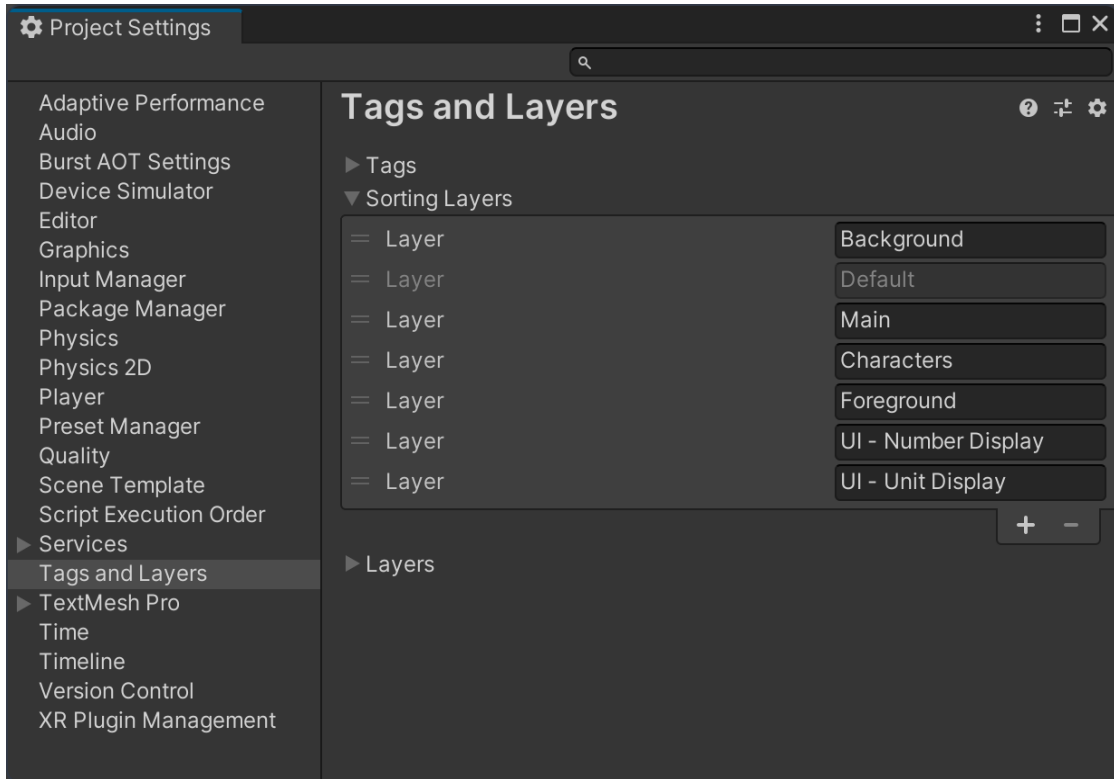 Project Settings
Adaptive Performance
Audio
Burst AOT Settings
Device Simulator
Editor
Graphics
Input Manager
Package Manager
Physics
Physics 2D
Player
Preset Manager
Quality
Scene Template
Script Execution Order
Services
Tags and Layers
TextMesh Pro
Time
Timeline
Version Control
XR Plugin Management
Tags and Layers
Tags
Sorting Layers
Layer Background
Layer Default
Layer Main
Layer Characters
Layer Foreground
Layer UI - Number Display
Layer UI - Unit Display
Layers